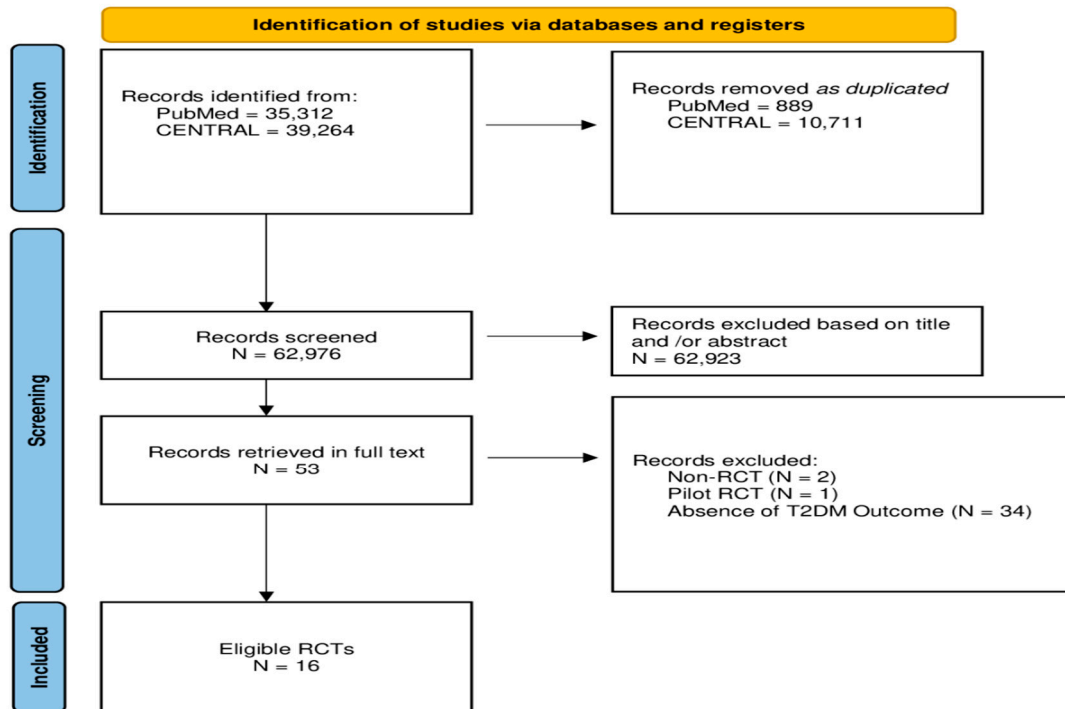 Identification of studies via databases and registers
Identification
Records identified from:
PubMed = 35,312
CENTRAL = 39,264
Records removed as duplicated
PubMed = 889
CENTRAL = 10,711
Screening
Records screened
N = 62,976
Records excluded based on title
and /or abstract
N = 62,923
Records retrieved in full text
N = 53
Records excluded:
Non-RCT (N = 2)
Pilot RCT (N = 1)
Absence of T2DM Outcome (N = 34)
Included
Eligible RCTs
N = 16